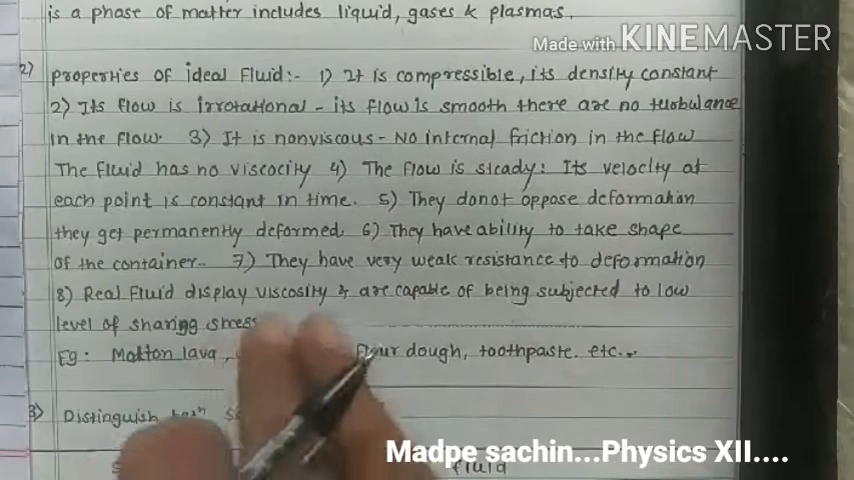 is a phase of matter includes liquid, gases & plasmas.
Made with KINEMASTER
2) properties of ideal Fluid:- 1) It is compressible, its density constant
2) Its flow is irrotational - its flow is smooth there are no turbulance
in the flow. 3) It is nonviscous - No internal friction in the flow
The fluid has no viscocity 4) The flow is steady: Its velocity at
each point is constant in time. 5) They donot oppose deformation
they get permanently deformed. 6) They have ability to take shape
of the container.. 7) They have very weak resistance to deformation
8) Real Fluid display viscosity & are capable of being subjected to low
level of sharing stress
Eg: Molton lava, Flour dough, toothpaste. etc..
3) Distinguish
Madpe sachin...Physics XII....
fluid